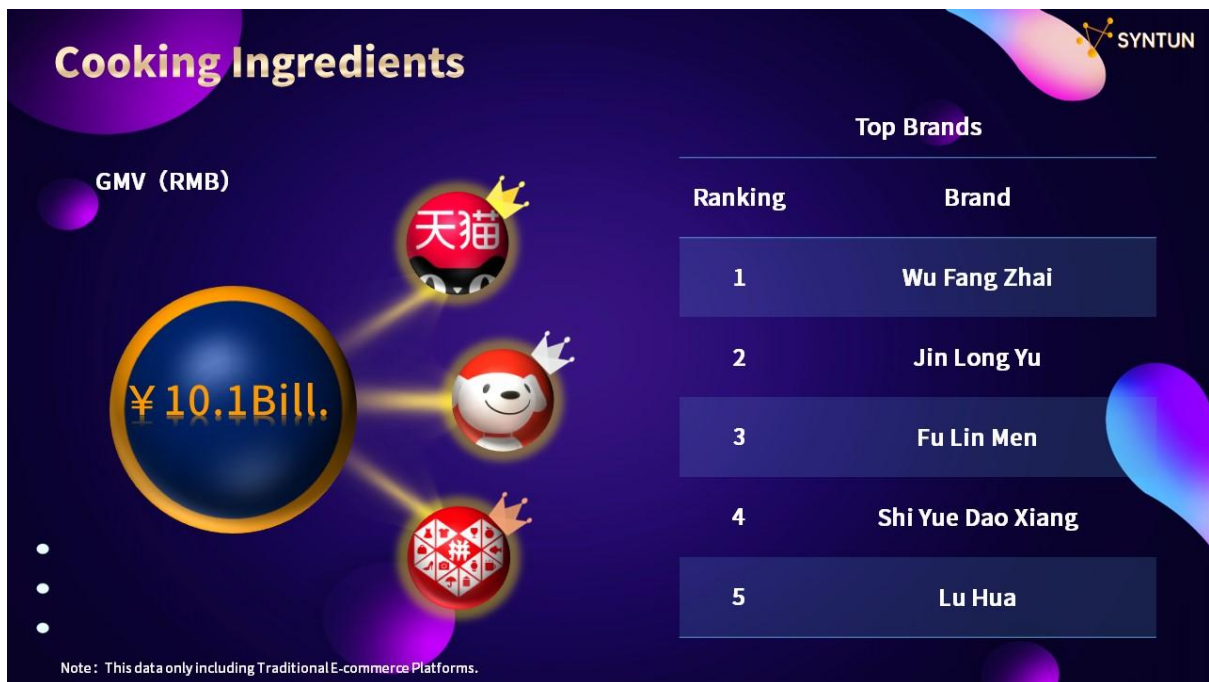 Cooking Ingredients
SYNTUN
GMV（RMB）
天猫
¥ 10.1Bill.
拼
Top Brands
Ranking Brand
1 Wu Fang Zhai
2 Jin Long Yu
3 Fu Lin Men
4 Shi Yue Dao Xiang
5 Lu Hua
Note：This data only including Traditional E-commerce Platforms.